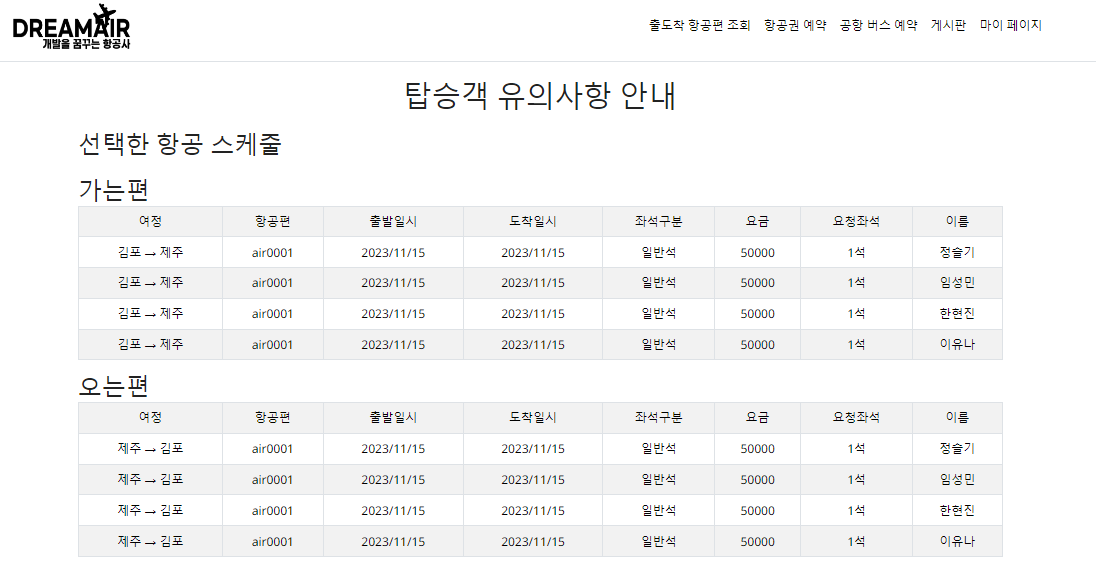 DREAMAIR
개발을 꿈꾸는 항공사
출도착 항공편 조회 항공권 예약 공항 버스 예약 게시판 마이 페이지
탑승객 유의사항 안내
선택한 항공 스케줄
가는편
여정 항공편 출발일시 도착일시 좌석구분 요금 요청좌석 이름
김포 → 제주 air0001 2023/11/15 2023/11/15 일반석 50000 1석 정슬기
김포 → 제주 air0001 2023/11/15 2023/11/15 일반석 50000 1석 임성민
김포 → 제주 air0001 2023/11/15 2023/11/15 일반석 50000 1석 한현진
김포 → 제주 air0001 2023/11/15 2023/11/15 일반석 50000 1석 이유나
오는편
여정 항공편 출발일시 도착일시 좌석구분 요금 요청좌석 이름
제주 → 김포 air0001 2023/11/15 2023/11/15 일반석 50000 1석 정슬기
제주 → 김포 air0001 2023/11/15 2023/11/15 일반석 50000 1석 임성민
제주 → 김포 air0001 2023/11/15 2023/11/15 일반석 50000 1석 한현진
제주 → 김포 air0001 2023/11/15 2023/11/15 일반석 50000 1석 이유나